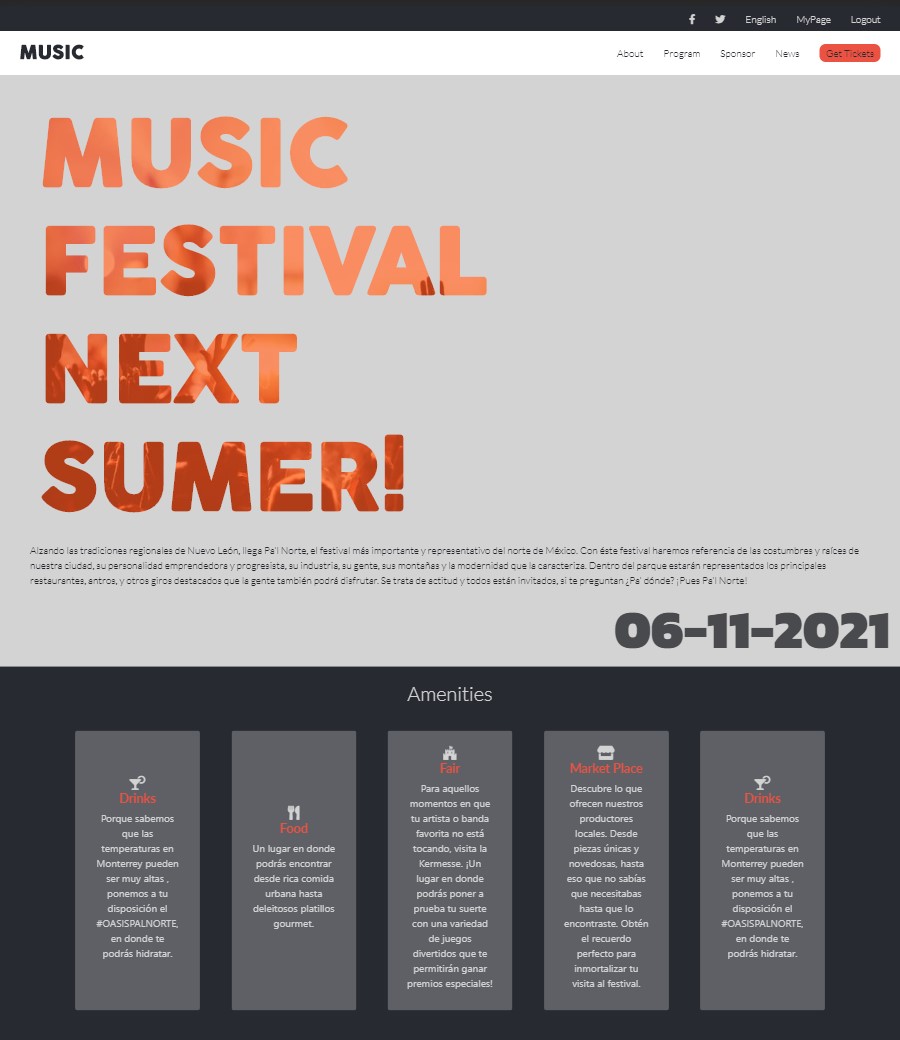 English MyPage Logout
MUSIC
About Program Sponsor News Get Tickets
MUSIC
FESTIVAL
NEXT
SUMER!
Alzando las tradiciones regionales de Nuevo León, llega Pa'l Norte, el festival más importante y representativo del norte de México. Con éste festival haremos referencia de las costumbres y raíces de
nuestra ciudad, su personalidad emprendedora y progresista, su industria, su gente, sus montañas y la modernidad que la caracteriza. Dentro del parque estarán representados los principales
restaurantes, antros, y otros giros destacados que la gente también podrá disfrutar. Se trata de actitud y todos están invitados, si te preguntan ¿Pa' dónde? ¡Pues Pa'l Norte!
06-11-2021
Amenities
Drinks
Porque sabemos
que las
temperaturas en
Monterrey pueden
ser muy altas ,
ponemos a tu
disposición el
#OASISPALNORTE,
en donde te
podrás hidratar.
Food
Un lugar en donde
podrás encontrar
desde rica comida
urbana hasta
deleitosos platillos
gourmet.
Fair
Para aquellos
momentos en que
tu artista o banda
favorita no está
tocando, visita la
Kermesse. ¡Un
lugar en donde
podrás poner a
prueba tu suerte
con una variedad
de juegos
divertidos que te
permitirán ganar
premios especiales!
Market Place
Descubre lo que
ofrecen nuestros
productores
locales. Desde
piezas únicas y
novedosas, hasta
eso que no sabías
que necesitabas
hasta que lo
encontraste. Obtén
el recuerdo
perfecto para
inmortalizar tu
visita al festival.
Drinks
Porque sabemos
que las
temperaturas en
Monterrey pueden
ser muy altas ,
ponemos a tu
disposición el
#OASISPALNORTE,
en donde te
podrás hidratar.